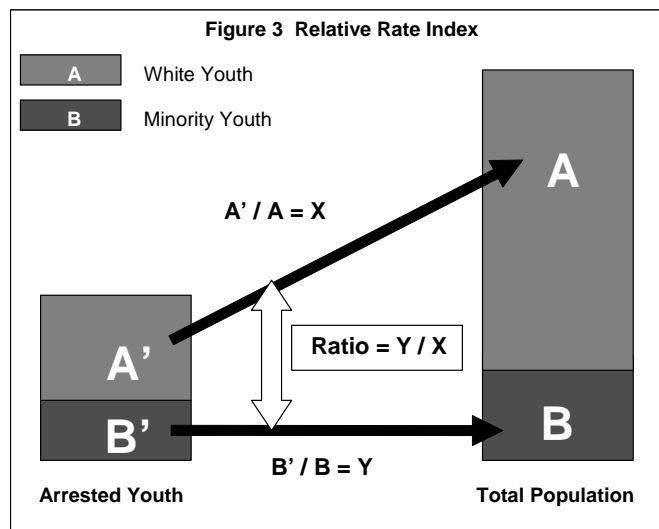 Figure 3  Relative Rate Index
A White Youth
B Minority Youth
A
A’ / A = X
Ratio = Y / X
A’
B’
B
B’ / B = Y
Arrested Youth
Total Population